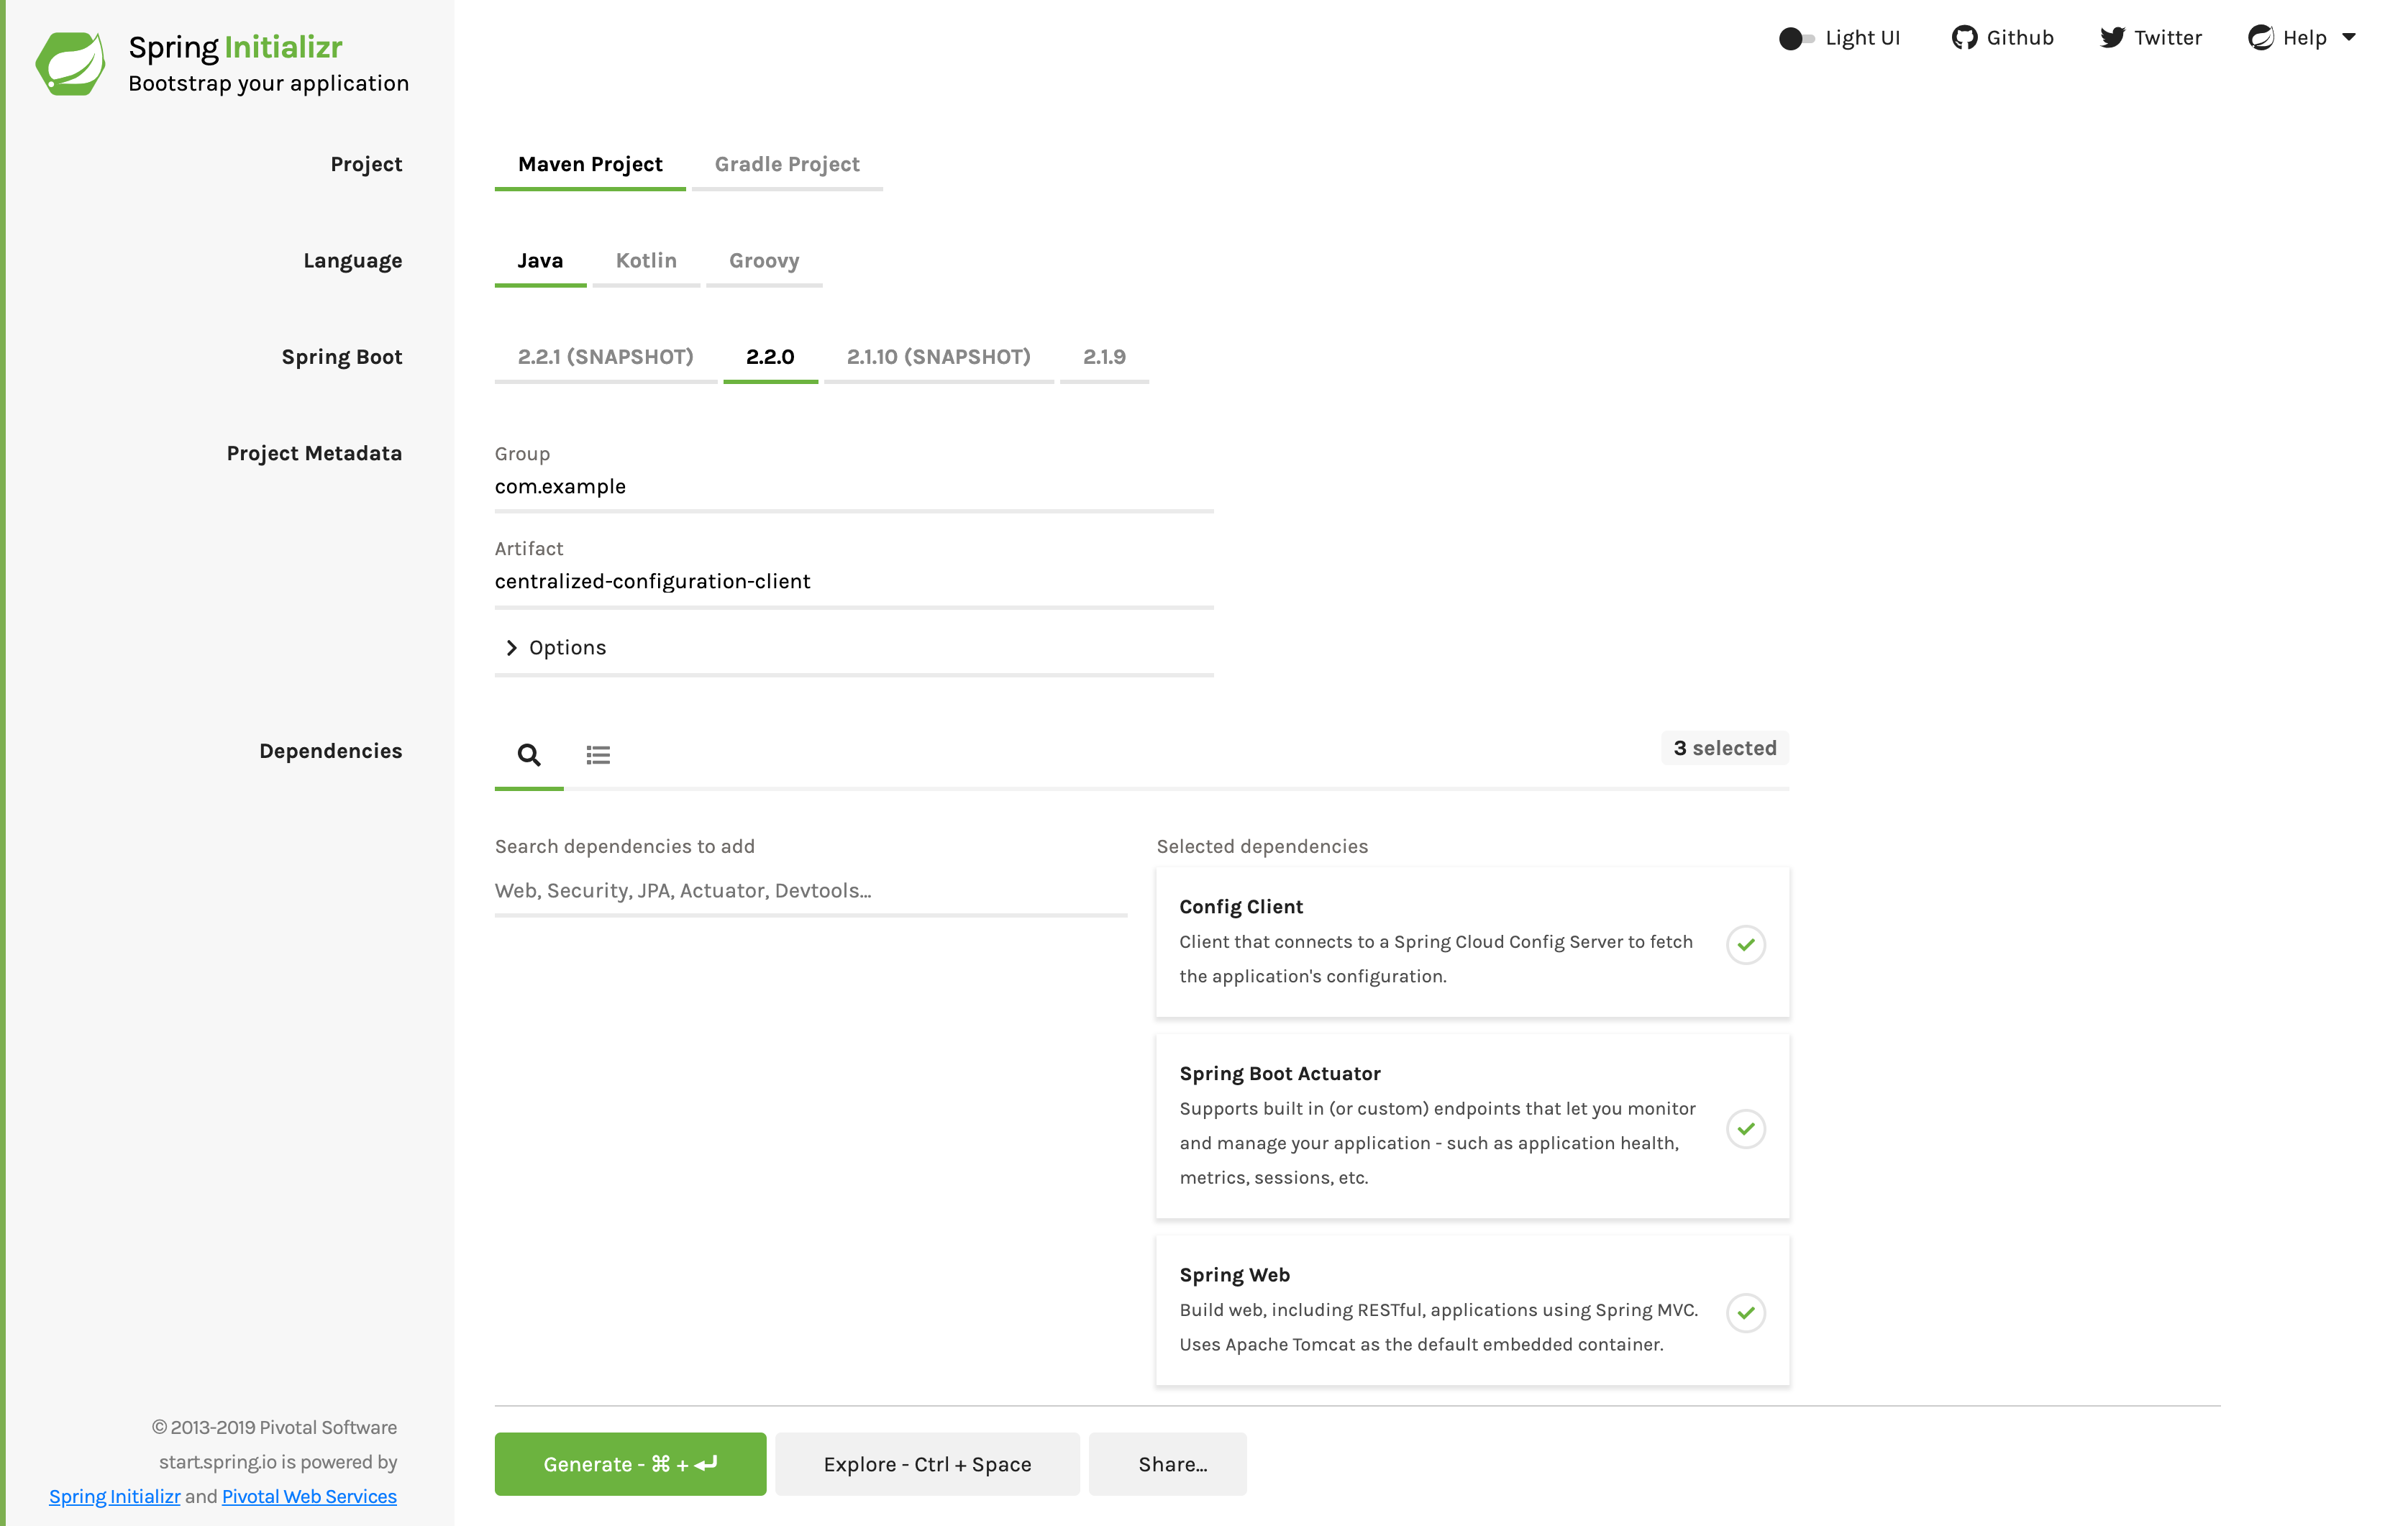 Spring Initializr
Bootstrap your application
Light UI
Github
Twitter
Help
Project
Maven Project
Gradle Project
Language
Java
Kotlin
Groovy
Spring Boot
2.2.1 (SNAPSHOT)
2.2.0
2.1.10 (SNAPSHOT)
2.1.9
Project Metadata
Group
com.example
Artifact
centralized-configuration-client
Options
Dependencies
3 selected
Search dependencies to add
Web, Security, JPA, Actuator, Devtools...
Selected dependencies
Config Client
Client that connects to a Spring Cloud Config Server to fetch
the application's configuration.
Spring Boot Actuator
Supports built in (or custom) endpoints that let you monitor
and manage your application - such as application health,
metrics, sessions, etc.
Spring Web
Build web, including RESTful, applications using Spring MVC.
Uses Apache Tomcat as the default embedded container.
© 2013-2019 Pivotal Software
start.spring.io is powered by
Spring Initializr and Pivotal Web Services
Generate - ⌘ + ↵
Explore - Ctrl + Space
Share...